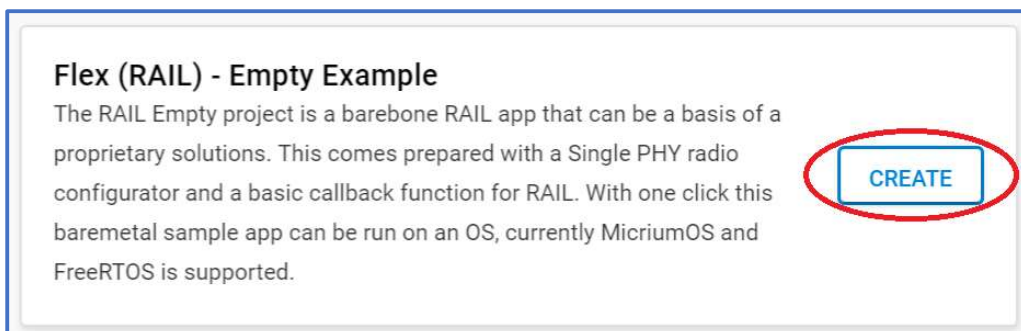 Flex (RAIL) - Empty Example
The RAIL Empty project is a barebone RAIL app that can be a basis of a
proprietary solutions. This comes prepared with a Single PHY radio
configurator and a basic callback function for RAIL. With one click this
baremetal sample app can be run on an OS, currently MicriumOS and
FreeRTOS is supported.
CREATE